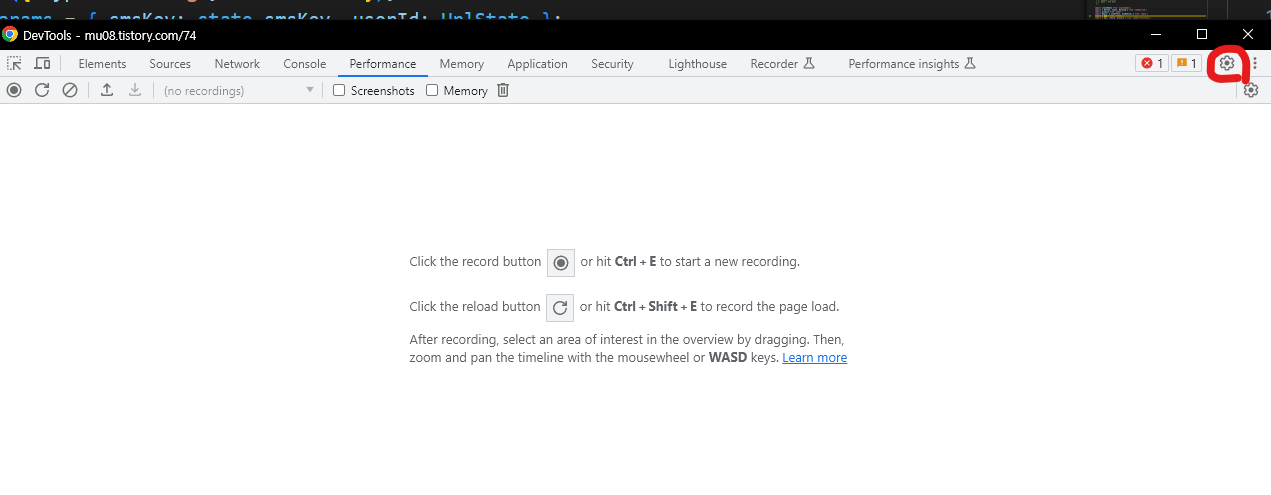 params = { smsKey: state.smsKey, userId: UrlState };
DevTools - mu08.tistory.com/74
Elements Sources Network Console Performance Memory Application Security Lighthouse Recorder Performance insights 1 1
(no recordings) Screenshots Memory
Click the record button or hit Ctrl + E to start a new recording.
Click the reload button or hit Ctrl + Shift + E to record the page load.
After recording, select an area of interest in the overview by dragging. Then,
zoom and pan the timeline with the mousewheel or WASD keys. Learn more